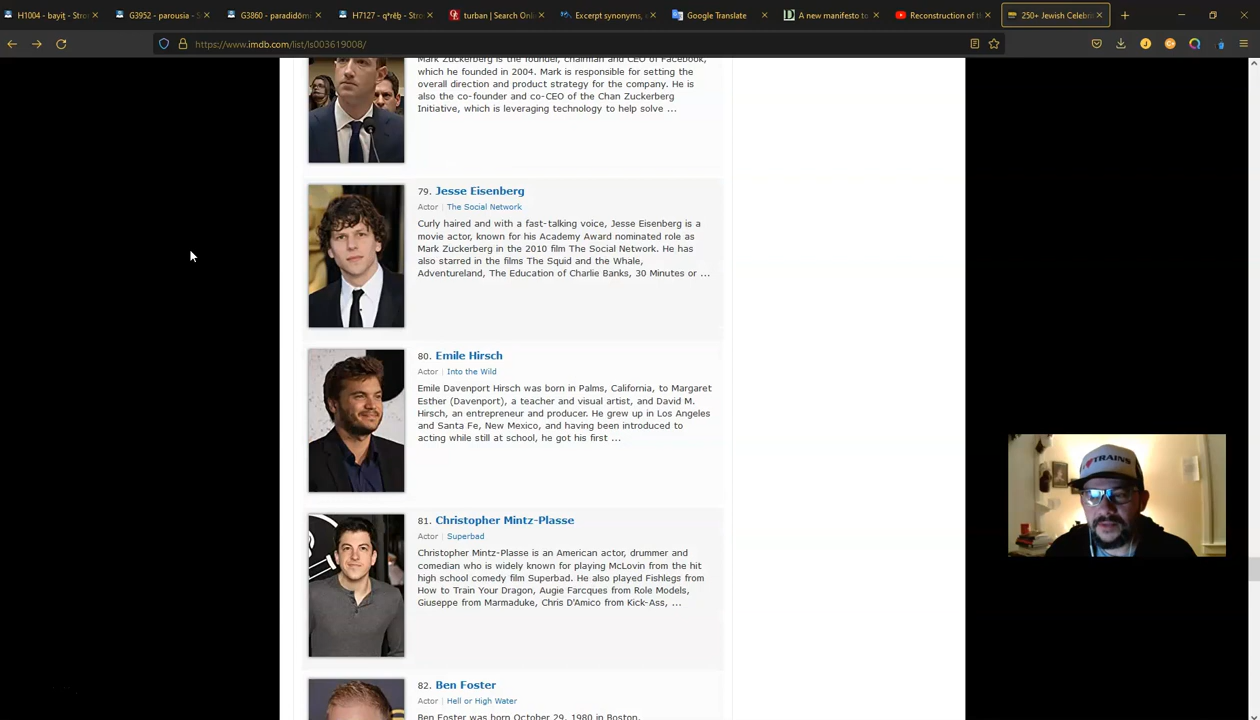 H1004 - bayiṯ - Stro
G3952 - parousia - St
G3860 - paradidōmi
H7127 - qᵊrêḇ - Str
turban | Search Onli
Excerpt synonyms, e
Google Translate
A new manifesto to
Reconstruction of th
250+ Jewish Celebri
https://www.imdb.com/list/ls003619008/
Mark Zuckerberg is the founder, chairman and CEO of Facebook,
which he founded in 2004. Mark is responsible for setting the
overall direction and product strategy for the company. He is
also the co-founder and co-CEO of the Chan Zuckerberg
Initiative, which is leveraging technology to help solve ...
79. Jesse Eisenberg
Actor | The Social Network
Curly haired and with a fast-talking voice, Jesse Eisenberg is a
movie actor, known for his Academy Award nominated role as
Mark Zuckerberg in the 2010 film The Social Network. He has
also starred in the films The Squid and the Whale,
Adventureland, The Education of Charlie Banks, 30 Minutes or ...
80. Emile Hirsch
Actor | Into the Wild
Emile Davenport Hirsch was born in Palms, California, to Margaret
Esther (Davenport), a teacher and visual artist, and David M.
Hirsch, an entrepreneur and producer. He grew up in Los Angeles
and Santa Fe, New Mexico, and having been introduced to
acting while still at school, he got his first ...
TRAINS
81. Christopher Mintz-Plasse
Actor | Superbad
Christopher Mintz-Plasse is an American actor, drummer and
comedian who is widely known for playing McLovin from the hit
high school comedy film Superbad. He also played Fishlegs from
How to Train Your Dragon, Augie Farcques from Role Models,
Giuseppe from Marmaduke, Chris D'Amico from Kick-Ass, ...
82. Ben Foster
Actor | Hell or High Water
Ben Foster was born October 29, 1980 in Boston,